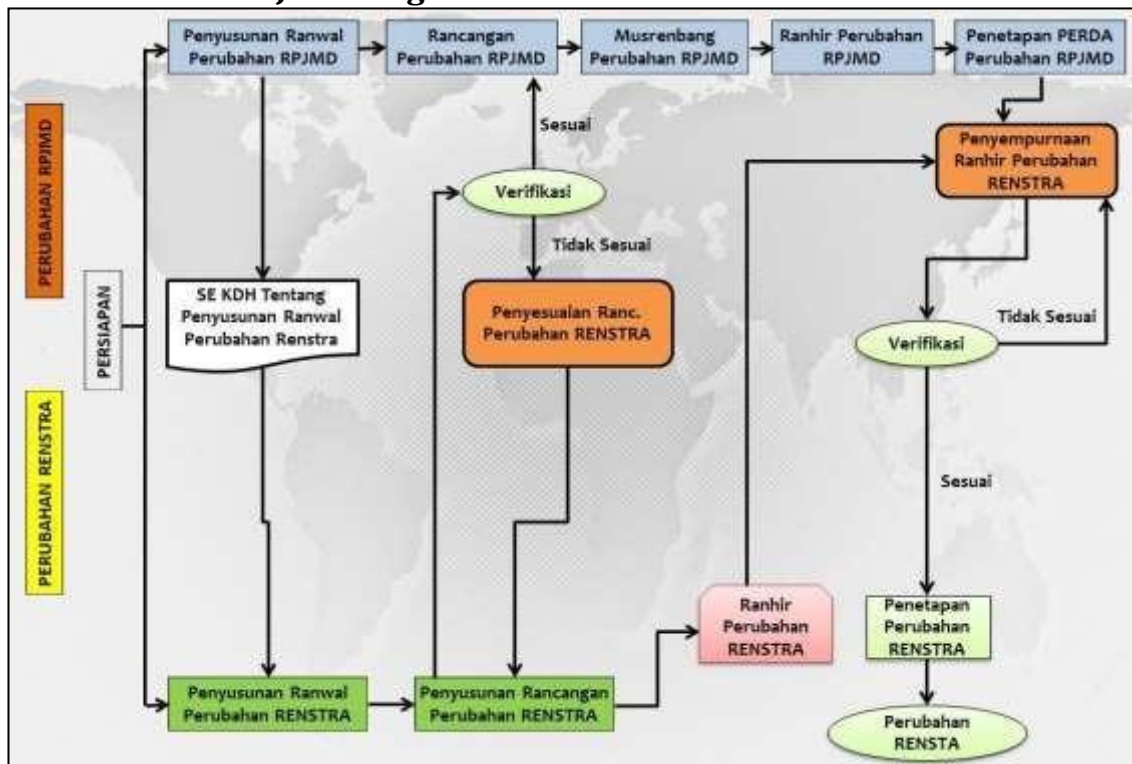 Penyusunan Ranwal
Perubahan RPJMD
Rancangan
Perubahan RPJMD
Musrenbang
Perubahan RPJMD
Ranhir Perubahan
RPJMD
Penetapan PERDA
Perubahan RPJMD
PERUBAHAN RPJMD
PERUBAHAN RENSTRA
PERSIAPAN
Sesuai
Verifikasi
Tidak Sesuai
Penyempurnaan
Ranhir Perubahan
RENSTRA
SE KDH Tentang
Penyusunan Ranwal
Perubahan Renstra
Penyesuaian Ranc.
Perubahan RENSTRA
Verifikasi
Tidak Sesuai
Sesuai
Ranhir
Perubahan
RENSTRA
Penetapan
Perubahan
RENSTRA
Penyusunan Ranwal
Perubahan RENSTRA
Penyusunan Rancangan
Perubahan RENSTRA
Perubahan
RENSTA